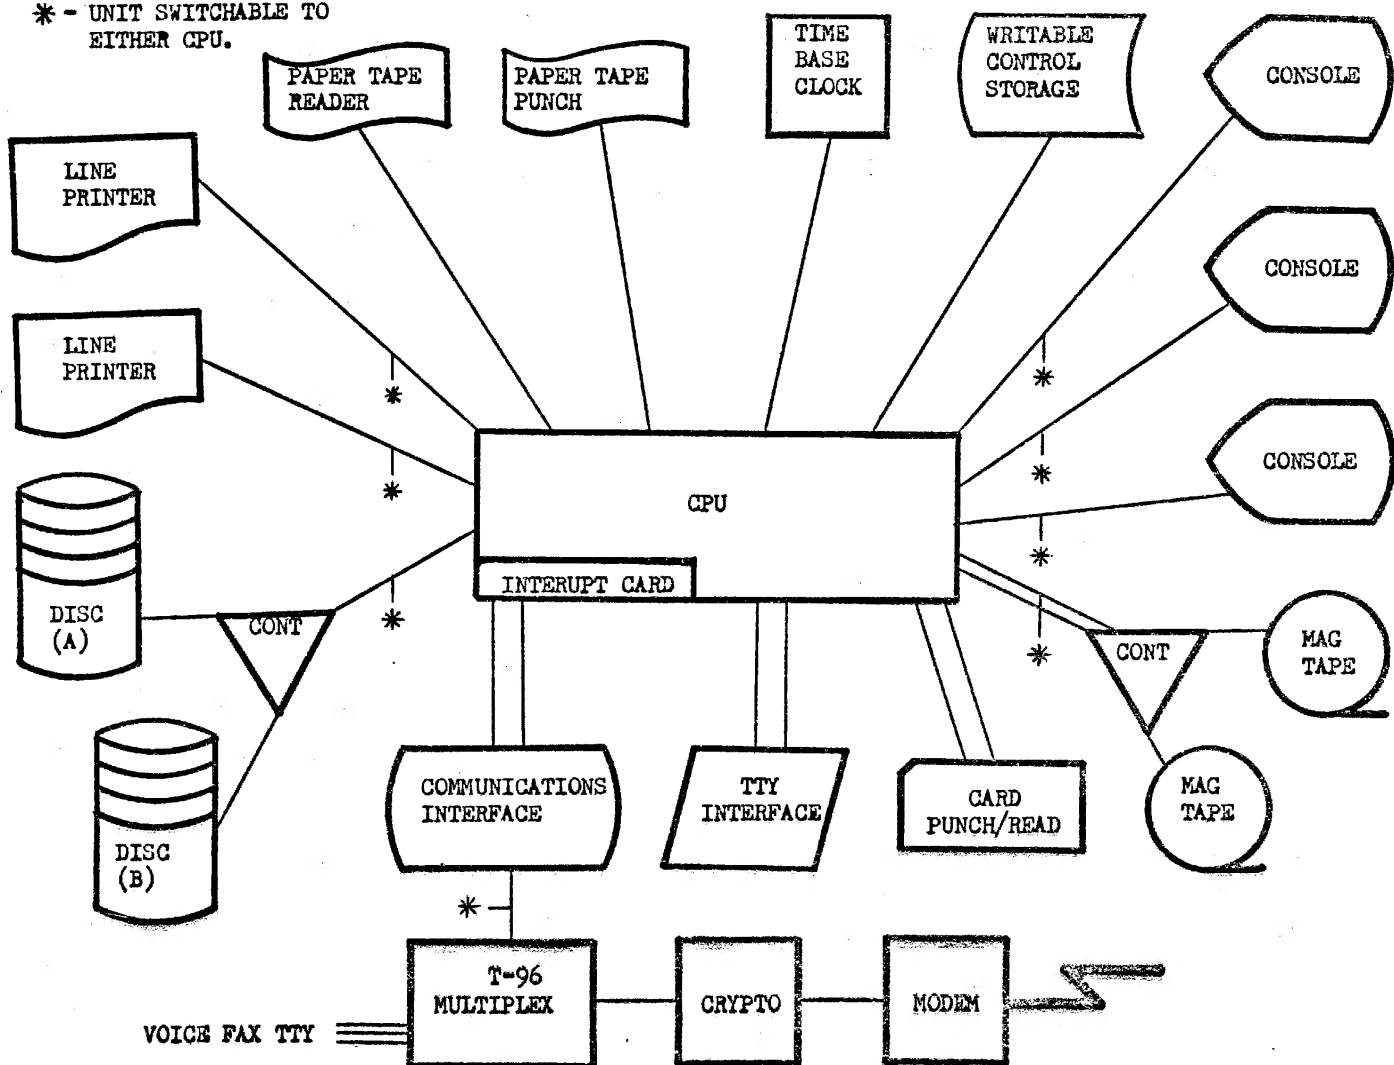 * - UNIT SWITCHABLE TO
EITHER CPU.
PAPER TAPE
READER
PAPER TAPE
PUNCH
TIME
BASE
CLOCK
WRITABLE
CONTROL
STORAGE
CONSOLE
LINE
PRINTER
CONSOLE
LINE
PRINTER
*
*
*
*
CONSOLE
CPU
*
INTERUPT CARD
DISC
(A)
CONT
*
*
CONT
MAG
TAPE
COMMUNICATIONS
INTERFACE
TTY
INTERFACE
CARD
PUNCH/READ
MAG
TAPE
DISC
(B)
*
T-96
MULTIPLEX
CRYPTO
MODEM
VOICE FAX TTY